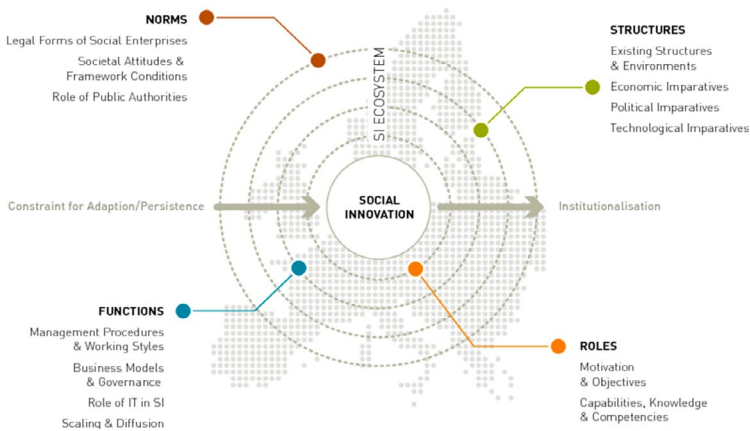 NORMS
Legal Forms of Social Enterprises
Societal Attitudes &
Framework Conditions
Role of Public Authorities
SI ECOSYSTEM
STRUCTURES
Existing Structures
& Environments
Economic Imparatives
Political Imparatives
Technological Imparatives
Constraint for Adaption/Persistence
SOCIAL
INNOVATION
Institutionalisation
FUNCTIONS
Management Procedures
& Working Styles
Business Models
& Governance
Role of IT in SI
Scaling & Diffusion
ROLES
Motivation
& Objectives
Capabilities, Knowledge
& Competencies